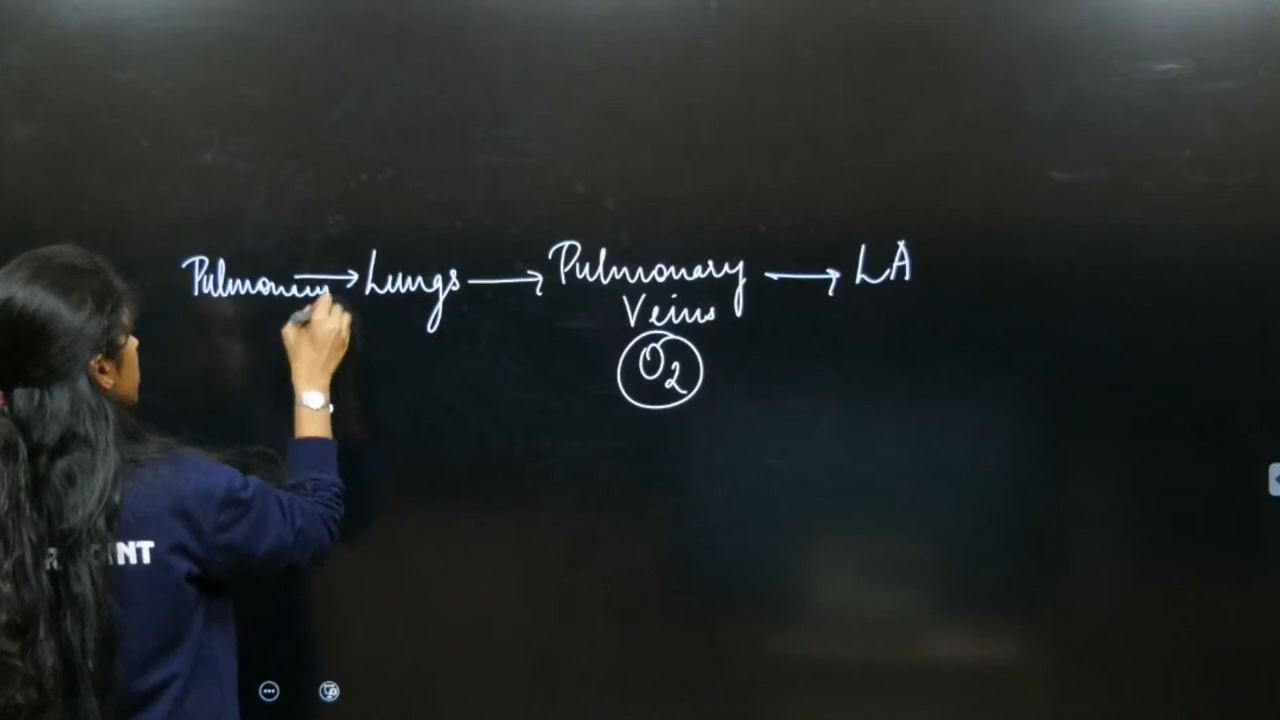 Pulmonary → Lungs → Pulmonary → LA
Veins
O2
NT